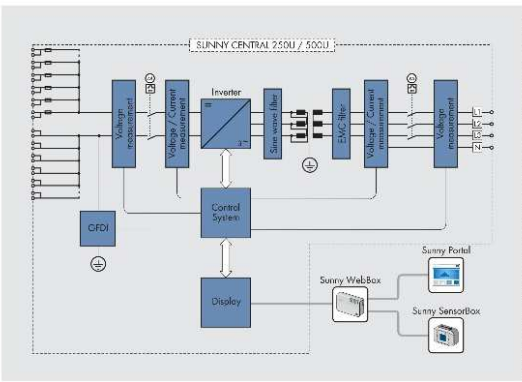 SUNNY CENTRAL 250U / 500U
Inverter
Voltage
measurement
Voltage / Current
measurement
=
3~
Sine wave filter
EMC filter
Voltage / Current
measurement
Voltage
measurement
L1
L2
L3
N
GFDI
Control
System
Display
Sunny WebBox
Sunny Portal
Sunny SensorBox